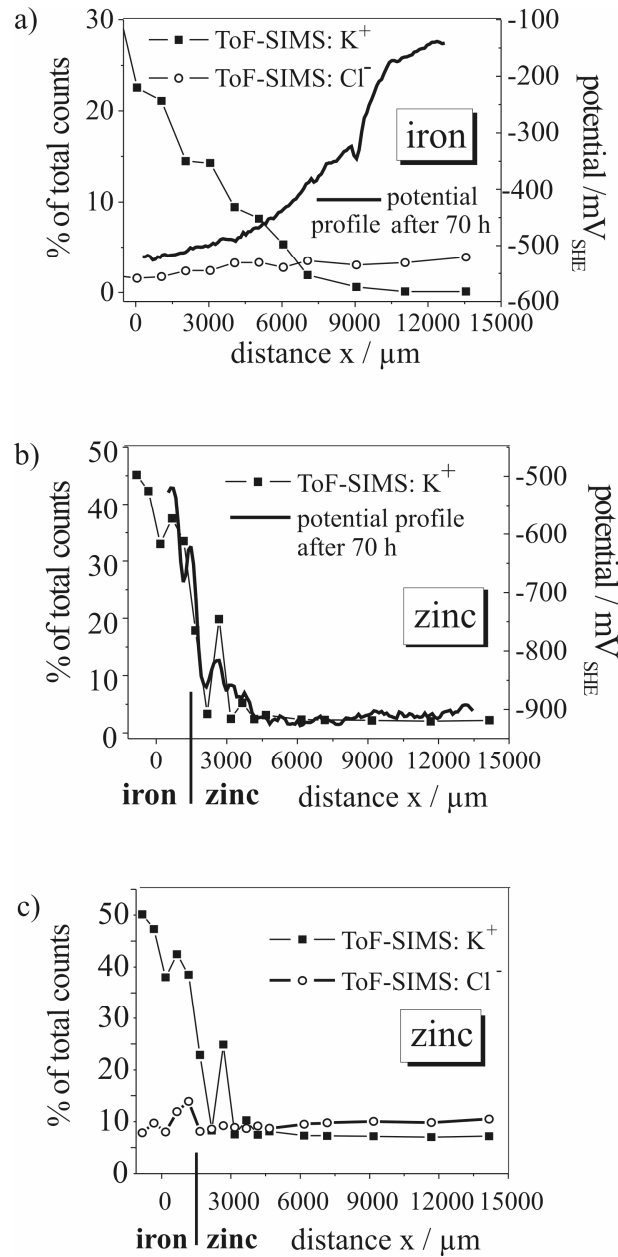 a)
30
20
10
0
% of total counts
ToF-SIMS: K+
ToF-SIMS: Cl-
iron
potential
profile after 70 h
-100
-200
-300
-400
-500
-600
potential /mV SHE
0 3000 6000 9000 12000 15000
distance x / µm
b)
50
40
30
20
10
0
% of total counts
ToF-SIMS: K+
potential profile
after 70 h
zinc
-500
-600
-700
-800
-900
potential / mV SHE
0 3000 6000 9000 12000 15000
iron zinc distance x / µm
c)
50
40
30
20
10
0
% of total counts
ToF-SIMS: K+
ToF-SIMS: Cl -
zinc
0 3000 6000 9000 12000 15000
iron zinc distance x / µm